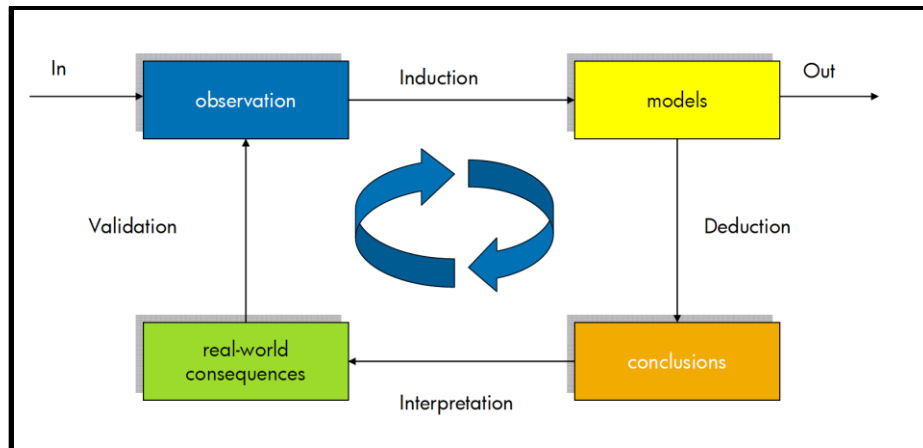 In
observation
Induction
models
Out
Validation
Deduction
real-world
consequences
Interpretation
conclusions